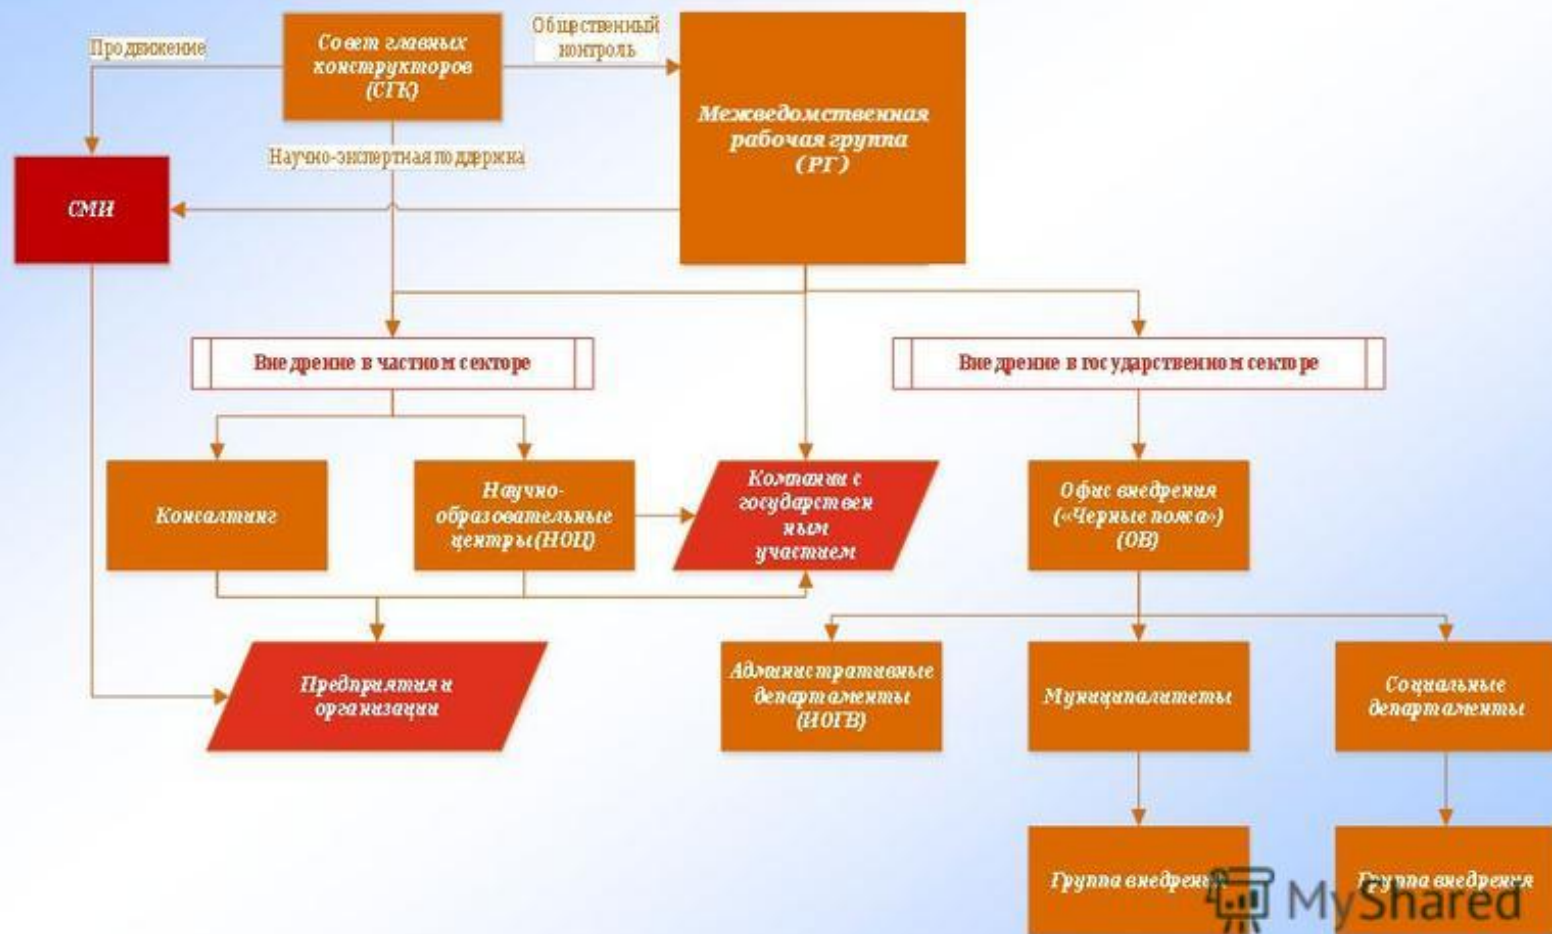 Продвижение
Совет главных
конструкторов
(СГК)
Общественный
контроль
Межведомственная
рабочая группа
(РГ)
Научно-экспертная поддержка
СМИ
Внедрение в частном секторе
Внедрение в государственном секторе
Консалтинг
Научно-
образовательные
центры(НОЦ)
Компании с
государствен
ным
участием
Офис внедрения
(«Черные пояса»)
(ОВ)
Предприятия и
организации
Административные
департаменты
(ИОГВ)
Муниципалитеты
Социальные
департаменты
Группа внедрения
Группа внедрения
MyShared